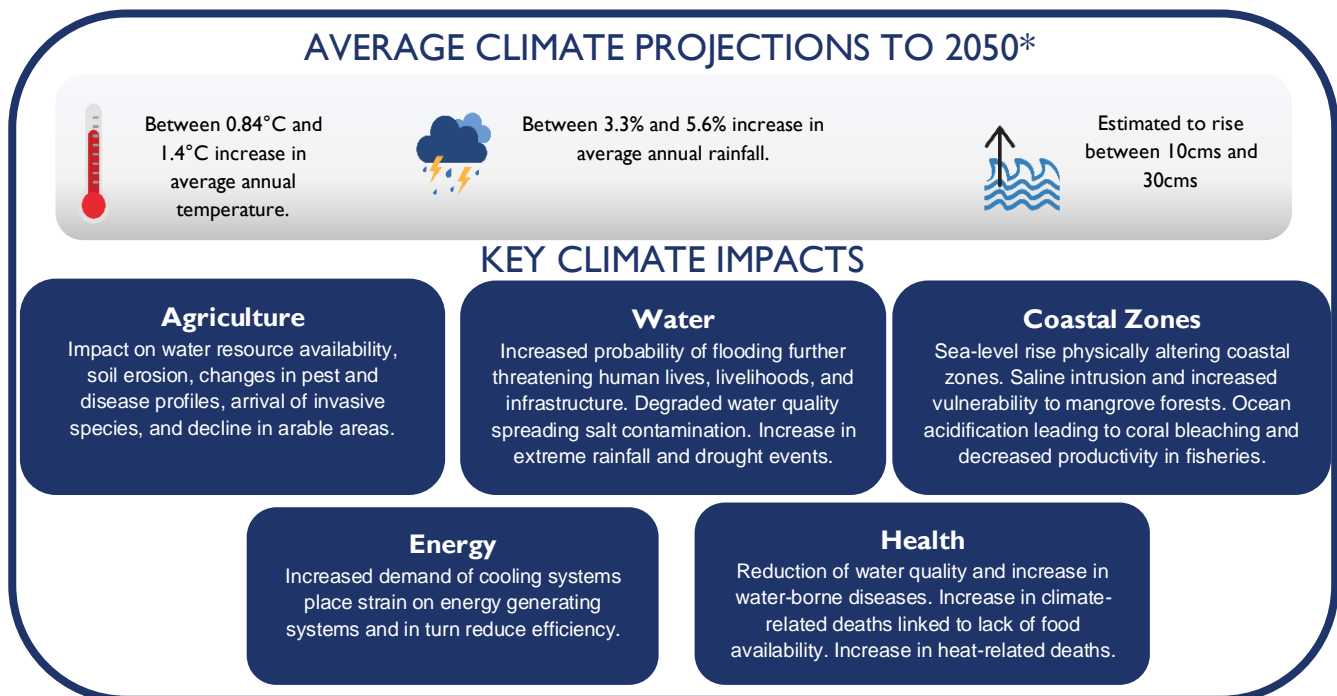 AVERAGE CLIMATE PROJECTIONS TO 2050*
Between 0.84°C and
1.4°C increase in
average annual
temperature.
Between 3.3% and 5.6% increase in
average annual rainfall.
Estimated to rise
between 10cms and
30cms
KEY CLIMATE IMPACTS
Agriculture
Impact on water resource availability,
soil erosion, changes in pest and
disease profiles, arrival of invasive
species, and decline in arable areas.
Water
Increased probability of flooding further
threatening human lives, livelihoods, and
infrastructure. Degraded water quality
spreading salt contamination. Increase in
extreme rainfall and drought events.
Coastal Zones
Sea-level rise physically altering coastal
zones. Saline intrusion and increased
vulnerability to mangrove forests. Ocean
acidification leading to coral bleaching and
decreased productivity in fisheries.
Energy
Increased demand of cooling systems
place strain on energy generating
systems and in turn reduce efficiency.
Health
Reduction of water quality and increase in
water-borne diseases. Increase in climate-
related deaths linked to lack of food
availability. Increase in heat-related deaths.